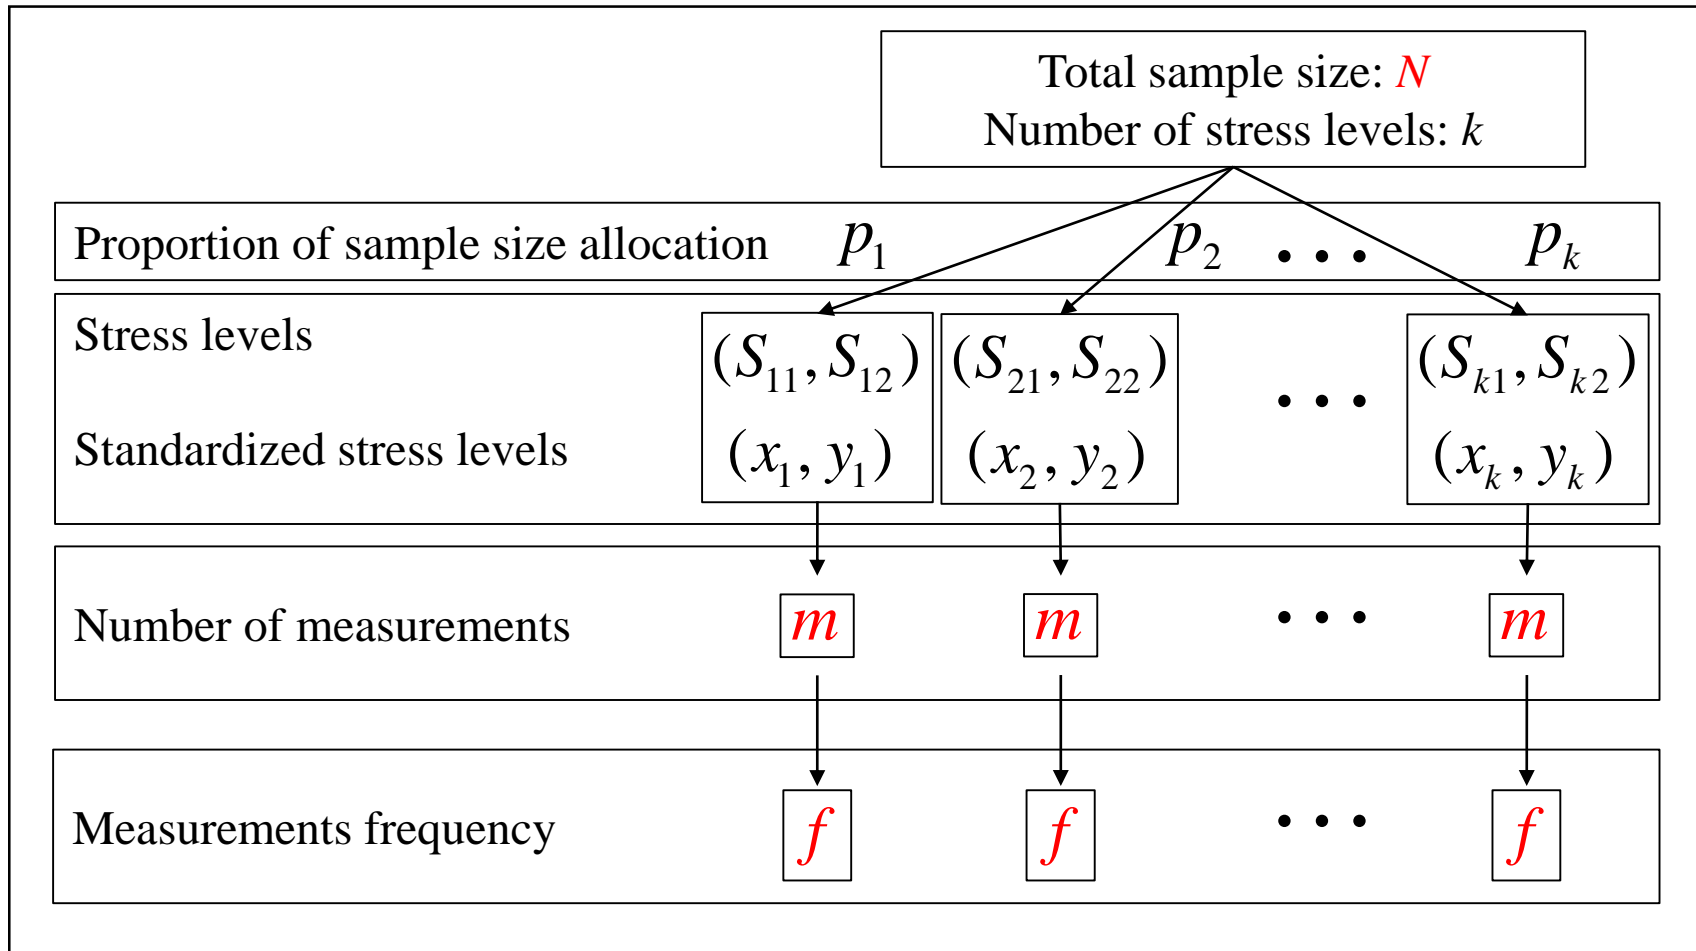 Total sample size: N
Number of stress levels: k
Proportion of sample size allocation p₁ p₂ • • • pₖ
Stress levels (S₁₁, S₁₂) (S₂₁, S₂₂) • • • (Sₖ₁, Sₖ₂)
Standardized stress levels (x₁, y₁) (x₂, y₂) (xₖ, yₖ)
Number of measurements m m • • • m
Measurements frequency f f • • • f